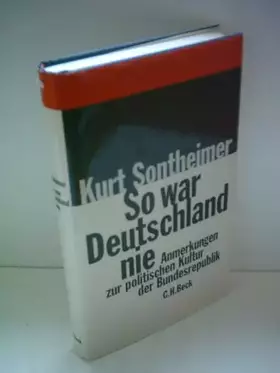 Kurt Sontheimer
So war
Deutschland
nie
Anmerkungen
zur politischen Kultur
der Bundesrepublik
C.H.Beck